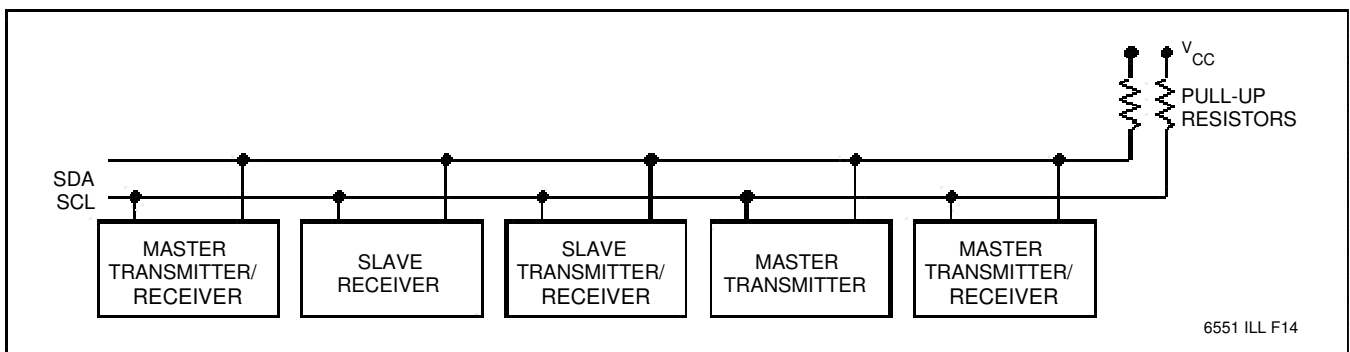 V
CC
PULL-UP
RESISTORS
SDA
SCL
MASTER
TRANSMITTER/
RECEIVER
SLAVE
RECEIVER
SLAVE
TRANSMITTER/
RECEIVER
MASTER
TRANSMITTER
MASTER
TRANSMITTER/
RECEIVER
6551 ILL F14